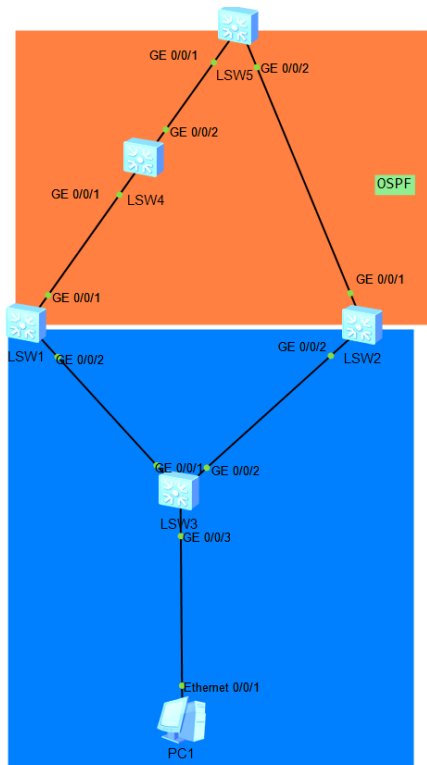 GE 0/0/1
LSW5
GE 0/0/2
GE 0/0/2
OSPF
GE 0/0/1
LSW4
GE 0/0/1
GE 0/0/1
LSW1
GE 0/0/2
LSW2
GE 0/0/2
GE 0/0/1
GE 0/0/2
LSW3
GE 0/0/3
Ethernet 0/0/1
PC1